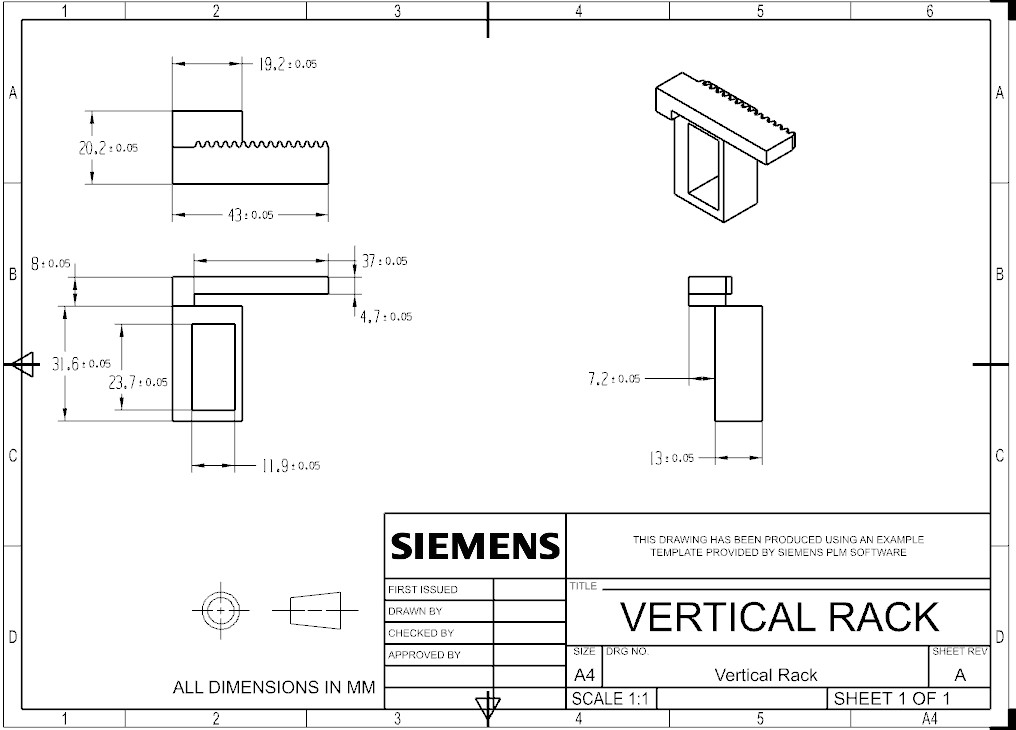 1 2 3 4 5 6
A A
19.2±0.05
20.2±0.05
43±0.05
B B
8±0.05
37±0.05
4.7±0.05
31.6±0.05
23.7±0.05
7.2±0.05
C C
11.9±0.05
13±0.05
SIEMENS
THIS DRAWING HAS BEEN PRODUCED USING AN EXAMPLE
TEMPLATE PROVIDED BY SIEMENS PLM SOFTWARE
FIRST ISSUED
DRAWN BY
CHECKED BY
APPROVED BY
TITLE
VERTICAL RACK
D D
SIZE
A4
DRG NO.
Vertical Rack
SHEET REV
A
ALL DIMENSIONS IN MM
SCALE 1:1
SHEET 1 OF 1
1 2 3 4 5 A4